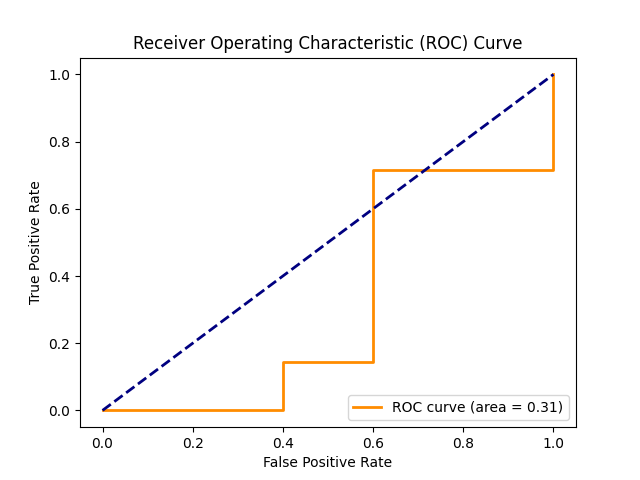 Receiver Operating Characteristic (ROC) Curve
1.0
0.8
0.6
0.4
0.2
0.0
True Positive Rate
ROC curve (area = 0.31)
0.0 0.2 0.4 0.6 0.8 1.0
False Positive Rate